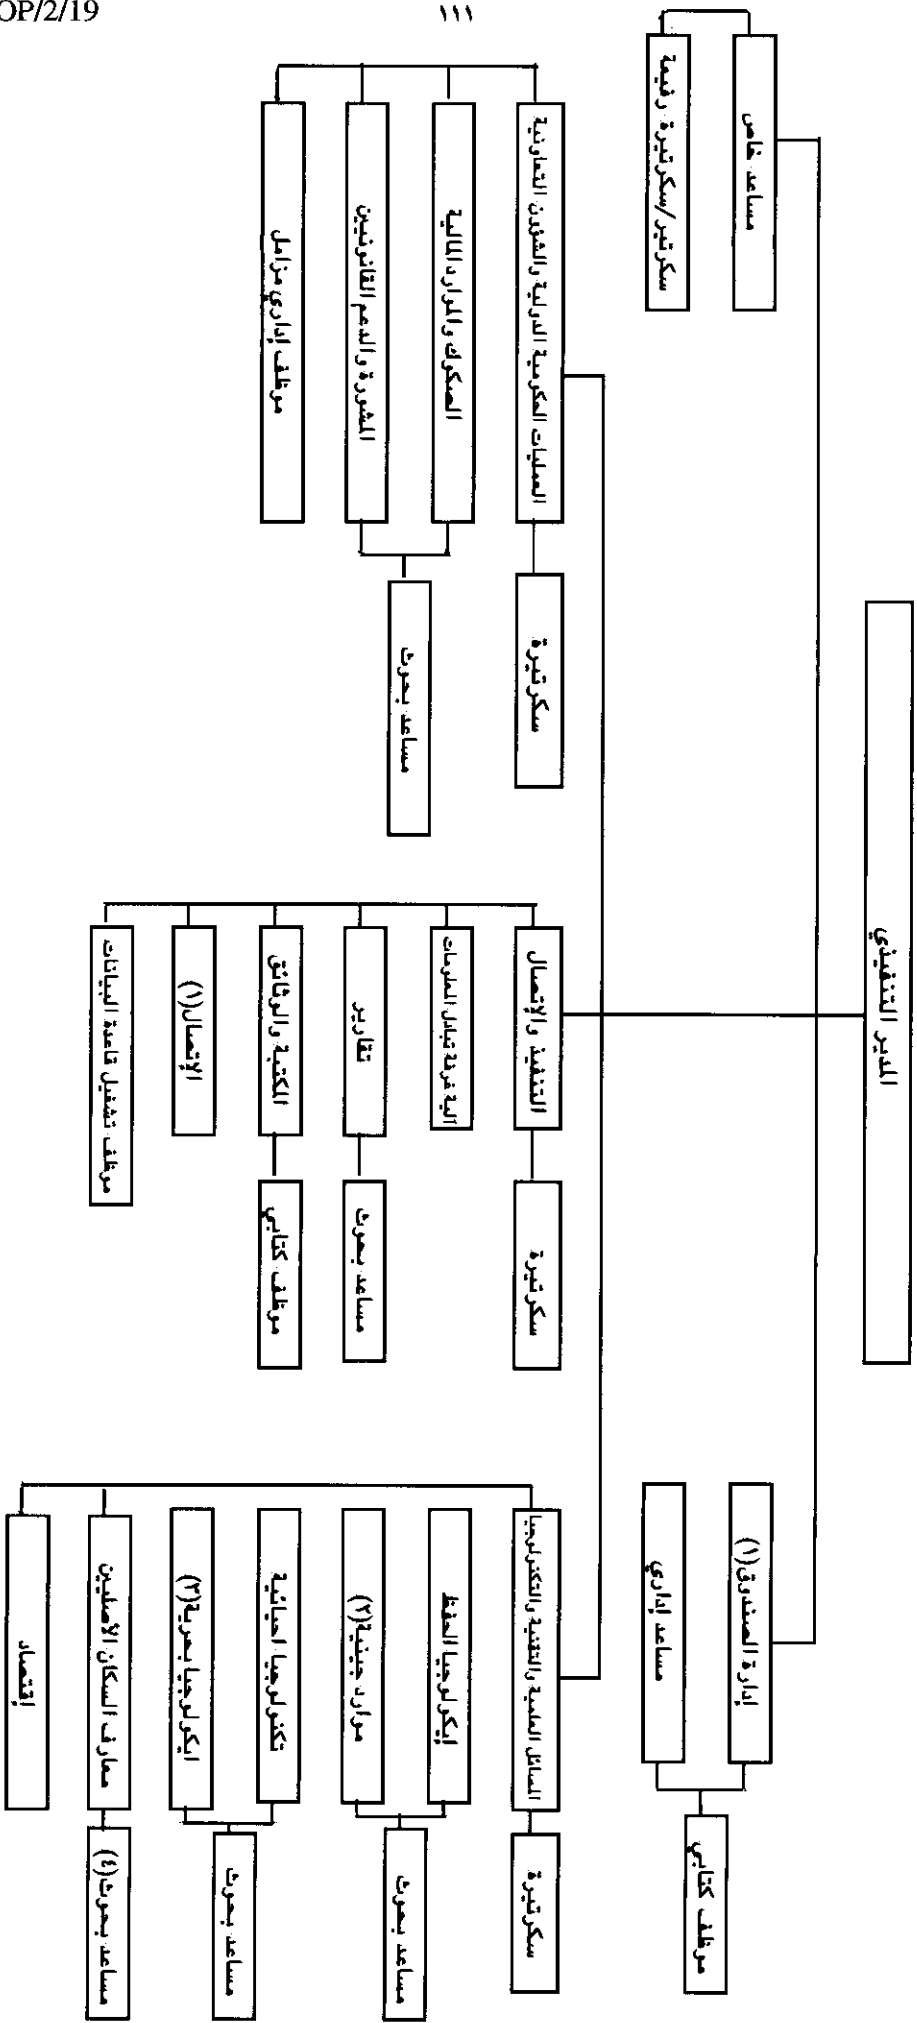 OP/2/19
١١١
المدير التنفيذي
مساعد خاص
سكرتير/سكرتيرة رفيعة
إدارة الصندوق(١)
مساعد إداري
موظف كتابي
العمليات الحكومية الدولية والشؤون التعاونية
سكرتيرة
الصكوك والموارد المالية
المشورة والدعم القانونيين
مساعد بحوث
موظف إداري مزامل
التنفيذ والإتصال
سكرتيرة
آلية غرفة تبادل المعلومات
تقارير
مساعد بحوث
المكتبة والوثائق
موظف كتابي
الإتصال(١)
موظف تشغيل قاعدة البيانات
المسائل العلمية والتقنية والتكنولوجيا
سكرتيرة
إيكولوجيا الحفظ
موارد جينية(٢)
مساعد بحوث
تكنولوجيا احيائية
ايكولوجيا بحرية(٣)
مساعد بحوث
معارف السكان الأصليين
مساعد بحوث(٤)
إقتصاد